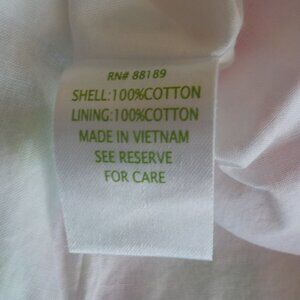 RN# 88189
SHELL:100%COTTON
LINING:100%COTTON
MADE IN VIETNAM
SEE RESERVE
FOR CARE